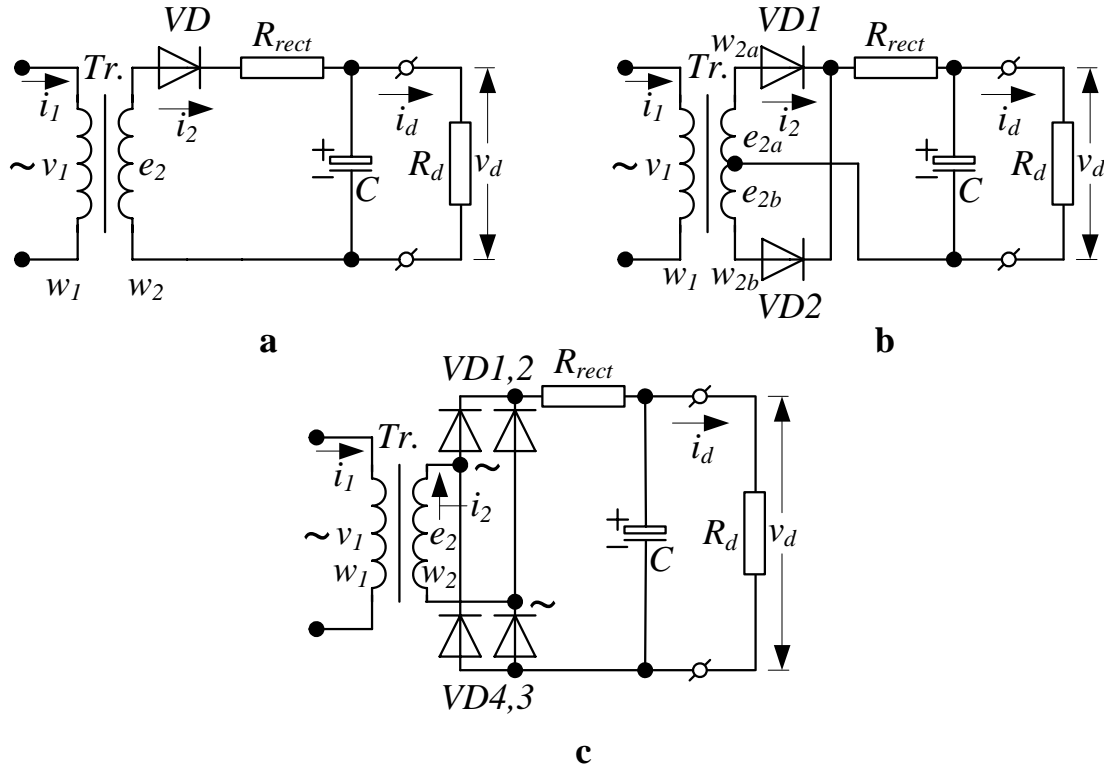 VD
R_rect
Tr.
i_1
i_2
i_d
~ v_1
e_2
+
−
C
R_d
v_d
w_1
w_2
a
VD1
w_2a
R_rect
Tr.
i_1
i_2
i_d
e_2a
~ v_1
e_2b
+
−
C
R_d
v_d
w_1
w_2b
VD2
b
VD1,2
R_rect
Tr.
i_1
~
i_d
i_2
~ v_1
e_2
+
−
C
R_d
v_d
w_1
w_2
~
VD4,3
c